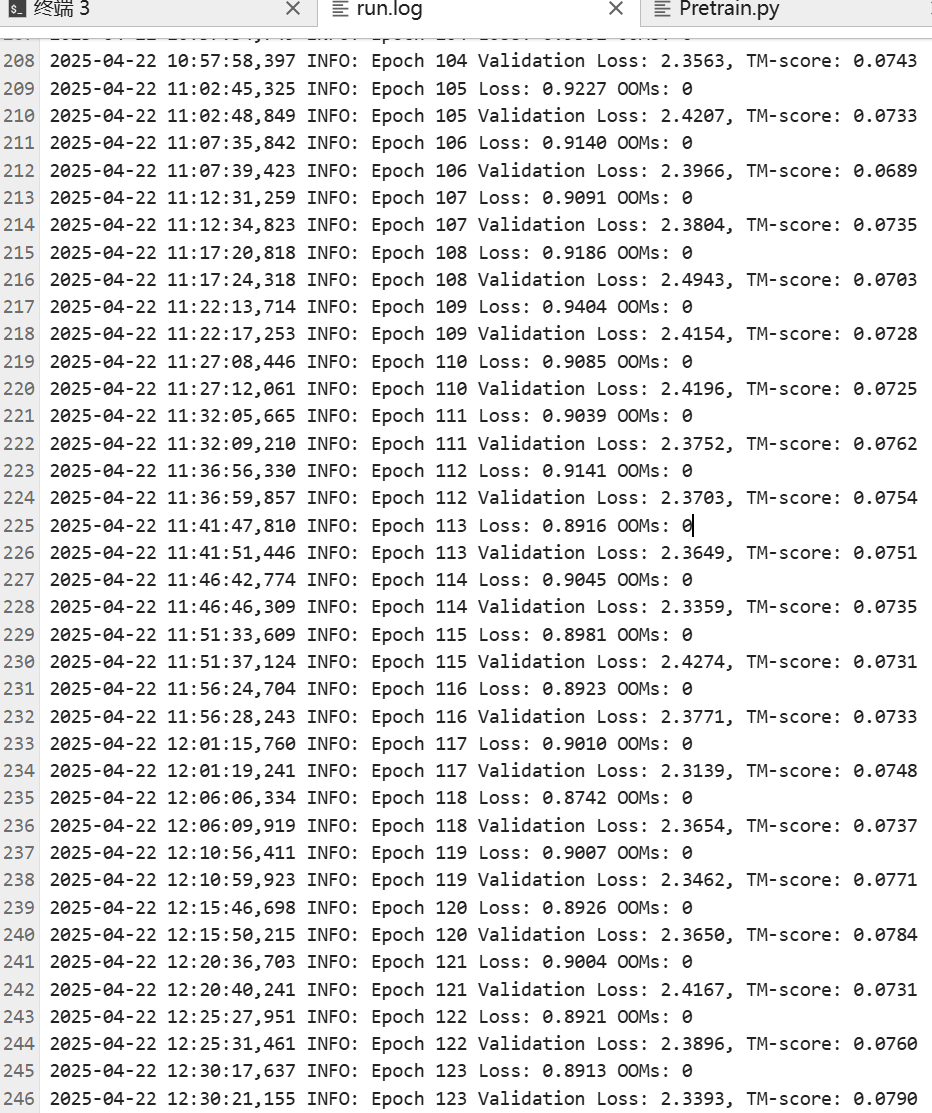 终端 3
run.log
Pretrain.py
208 2025-04-22 10:57:58,397 INFO: Epoch 104 Validation Loss: 2.3563, TM-score: 0.0743
209 2025-04-22 11:02:45,325 INFO: Epoch 105 Loss: 0.9227 OOMs: 0
210 2025-04-22 11:02:48,849 INFO: Epoch 105 Validation Loss: 2.4207, TM-score: 0.0733
211 2025-04-22 11:07:35,842 INFO: Epoch 106 Loss: 0.9140 OOMs: 0
212 2025-04-22 11:07:39,423 INFO: Epoch 106 Validation Loss: 2.3966, TM-score: 0.0689
213 2025-04-22 11:12:31,259 INFO: Epoch 107 Loss: 0.9091 OOMs: 0
214 2025-04-22 11:12:34,823 INFO: Epoch 107 Validation Loss: 2.3804, TM-score: 0.0735
215 2025-04-22 11:17:20,818 INFO: Epoch 108 Loss: 0.9186 OOMs: 0
216 2025-04-22 11:17:24,318 INFO: Epoch 108 Validation Loss: 2.4943, TM-score: 0.0703
217 2025-04-22 11:22:13,714 INFO: Epoch 109 Loss: 0.9404 OOMs: 0
218 2025-04-22 11:22:17,253 INFO: Epoch 109 Validation Loss: 2.4154, TM-score: 0.0728
219 2025-04-22 11:27:08,446 INFO: Epoch 110 Loss: 0.9085 OOMs: 0
220 2025-04-22 11:27:12,061 INFO: Epoch 110 Validation Loss: 2.4196, TM-score: 0.0725
221 2025-04-22 11:32:05,665 INFO: Epoch 111 Loss: 0.9039 OOMs: 0
222 2025-04-22 11:32:09,210 INFO: Epoch 111 Validation Loss: 2.3752, TM-score: 0.0762
223 2025-04-22 11:36:56,330 INFO: Epoch 112 Loss: 0.9141 OOMs: 0
224 2025-04-22 11:36:59,857 INFO: Epoch 112 Validation Loss: 2.3703, TM-score: 0.0754
225 2025-04-22 11:41:47,810 INFO: Epoch 113 Loss: 0.8916 OOMs: 0
226 2025-04-22 11:41:51,446 INFO: Epoch 113 Validation Loss: 2.3649, TM-score: 0.0751
227 2025-04-22 11:46:42,774 INFO: Epoch 114 Loss: 0.9045 OOMs: 0
228 2025-04-22 11:46:46,309 INFO: Epoch 114 Validation Loss: 2.3359, TM-score: 0.0735
229 2025-04-22 11:51:33,609 INFO: Epoch 115 Loss: 0.8981 OOMs: 0
230 2025-04-22 11:51:37,124 INFO: Epoch 115 Validation Loss: 2.4274, TM-score: 0.0731
231 2025-04-22 11:56:24,704 INFO: Epoch 116 Loss: 0.8923 OOMs: 0
232 2025-04-22 11:56:28,243 INFO: Epoch 116 Validation Loss: 2.3771, TM-score: 0.0733
233 2025-04-22 12:01:15,760 INFO: Epoch 117 Loss: 0.9010 OOMs: 0
234 2025-04-22 12:01:19,241 INFO: Epoch 117 Validation Loss: 2.3139, TM-score: 0.0748
235 2025-04-22 12:06:06,334 INFO: Epoch 118 Loss: 0.8742 OOMs: 0
236 2025-04-22 12:06:09,919 INFO: Epoch 118 Validation Loss: 2.3654, TM-score: 0.0737
237 2025-04-22 12:10:56,411 INFO: Epoch 119 Loss: 0.9007 OOMs: 0
238 2025-04-22 12:10:59,923 INFO: Epoch 119 Validation Loss: 2.3462, TM-score: 0.0771
239 2025-04-22 12:15:46,698 INFO: Epoch 120 Loss: 0.8926 OOMs: 0
240 2025-04-22 12:15:50,215 INFO: Epoch 120 Validation Loss: 2.3650, TM-score: 0.0784
241 2025-04-22 12:20:36,703 INFO: Epoch 121 Loss: 0.9004 OOMs: 0
242 2025-04-22 12:20:40,241 INFO: Epoch 121 Validation Loss: 2.4167, TM-score: 0.0731
243 2025-04-22 12:25:27,951 INFO: Epoch 122 Loss: 0.8921 OOMs: 0
244 2025-04-22 12:25:31,461 INFO: Epoch 122 Validation Loss: 2.3896, TM-score: 0.0760
245 2025-04-22 12:30:17,637 INFO: Epoch 123 Loss: 0.8913 OOMs: 0
246 2025-04-22 12:30:21,155 INFO: Epoch 123 Validation Loss: 2.3393, TM-score: 0.0790